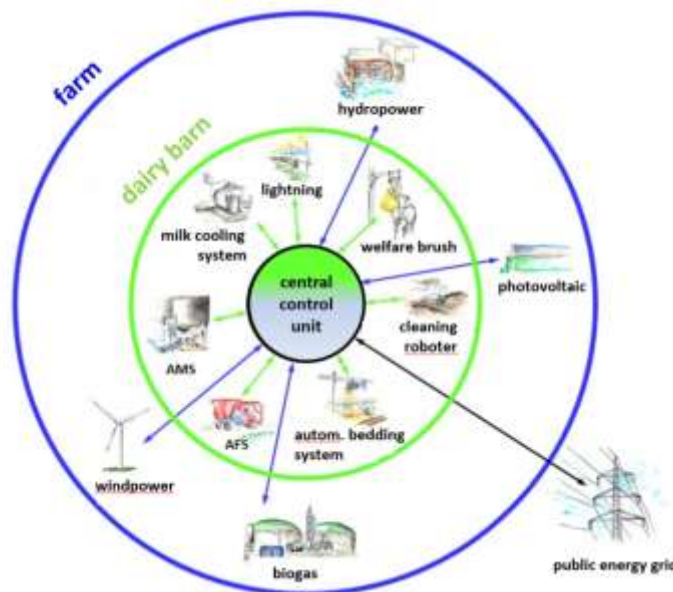 farm
hydropower
dairy barn
lightning
milk cooling
system
welfare brush
central
control
unit
photovoltaic
cleaning
roboter
AMS
AFS
autom. bedding
system
windpower
biogas
public energy grid